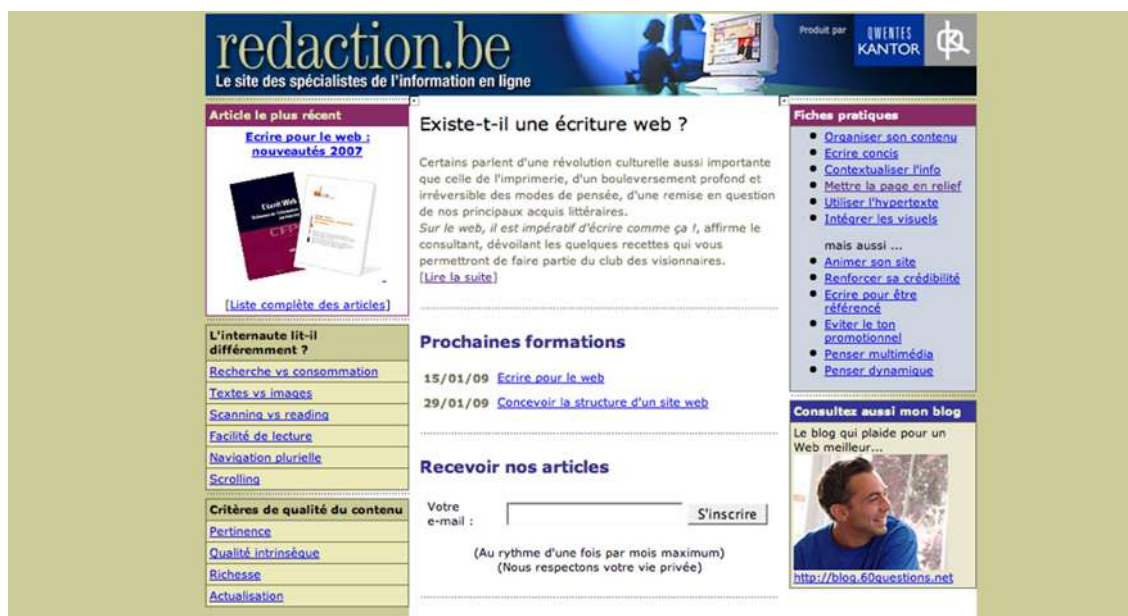 redaction.be
Le site des spécialistes de l'information en ligne
Produit par
QWENTES
KANTOR
Article le plus récent
Ecrire pour le web :
nouveautés 2007
L'écrit Web
[Liste complète des articles]
L'internaute lit-il
différemment ?
Recherche vs consommation
Textes vs images
Scanning vs reading
Facilité de lecture
Navigation plurielle
Scrolling
Critères de qualité du contenu
Pertinence
Qualité intrinsèque
Richesse
Actualisation
Existe-t-il une écriture web ?
Certains parlent d'une révolution culturelle aussi importante
que celle de l'imprimerie, d'un bouleversement profond et
irréversible des modes de pensée, d'une remise en question
de nos principaux acquis littéraires.
Sur le web, il est impératif d'écrire comme ça !, affirme le
consultant, dévoilant les quelques recettes qui vous
permettront de faire partie du club des visionnaires.
[Lire la suite]
Prochaines formations
15/01/09 Ecrire pour le web
29/01/09 Concevoir la structure d'un site web
Recevoir nos articles
Votre
e-mail :
S'inscrire
(Au rythme d'une fois par mois maximum)
(Nous respectons votre vie privée)
Fiches pratiques
Organiser son contenu
Ecrire concis
Contextualiser l'info
Mettre la page en relief
Utiliser l'hypertexte
Intégrer les visuels
mais aussi ...
Animer son site
Renforcer sa crédibilité
Ecrire pour être
référencé
Eviter le ton
promotionnel
Penser multimédia
Penser dynamique
Consultez aussi mon blog
Le blog qui plaide pour un
Web meilleur...
http://blog.60questions.net